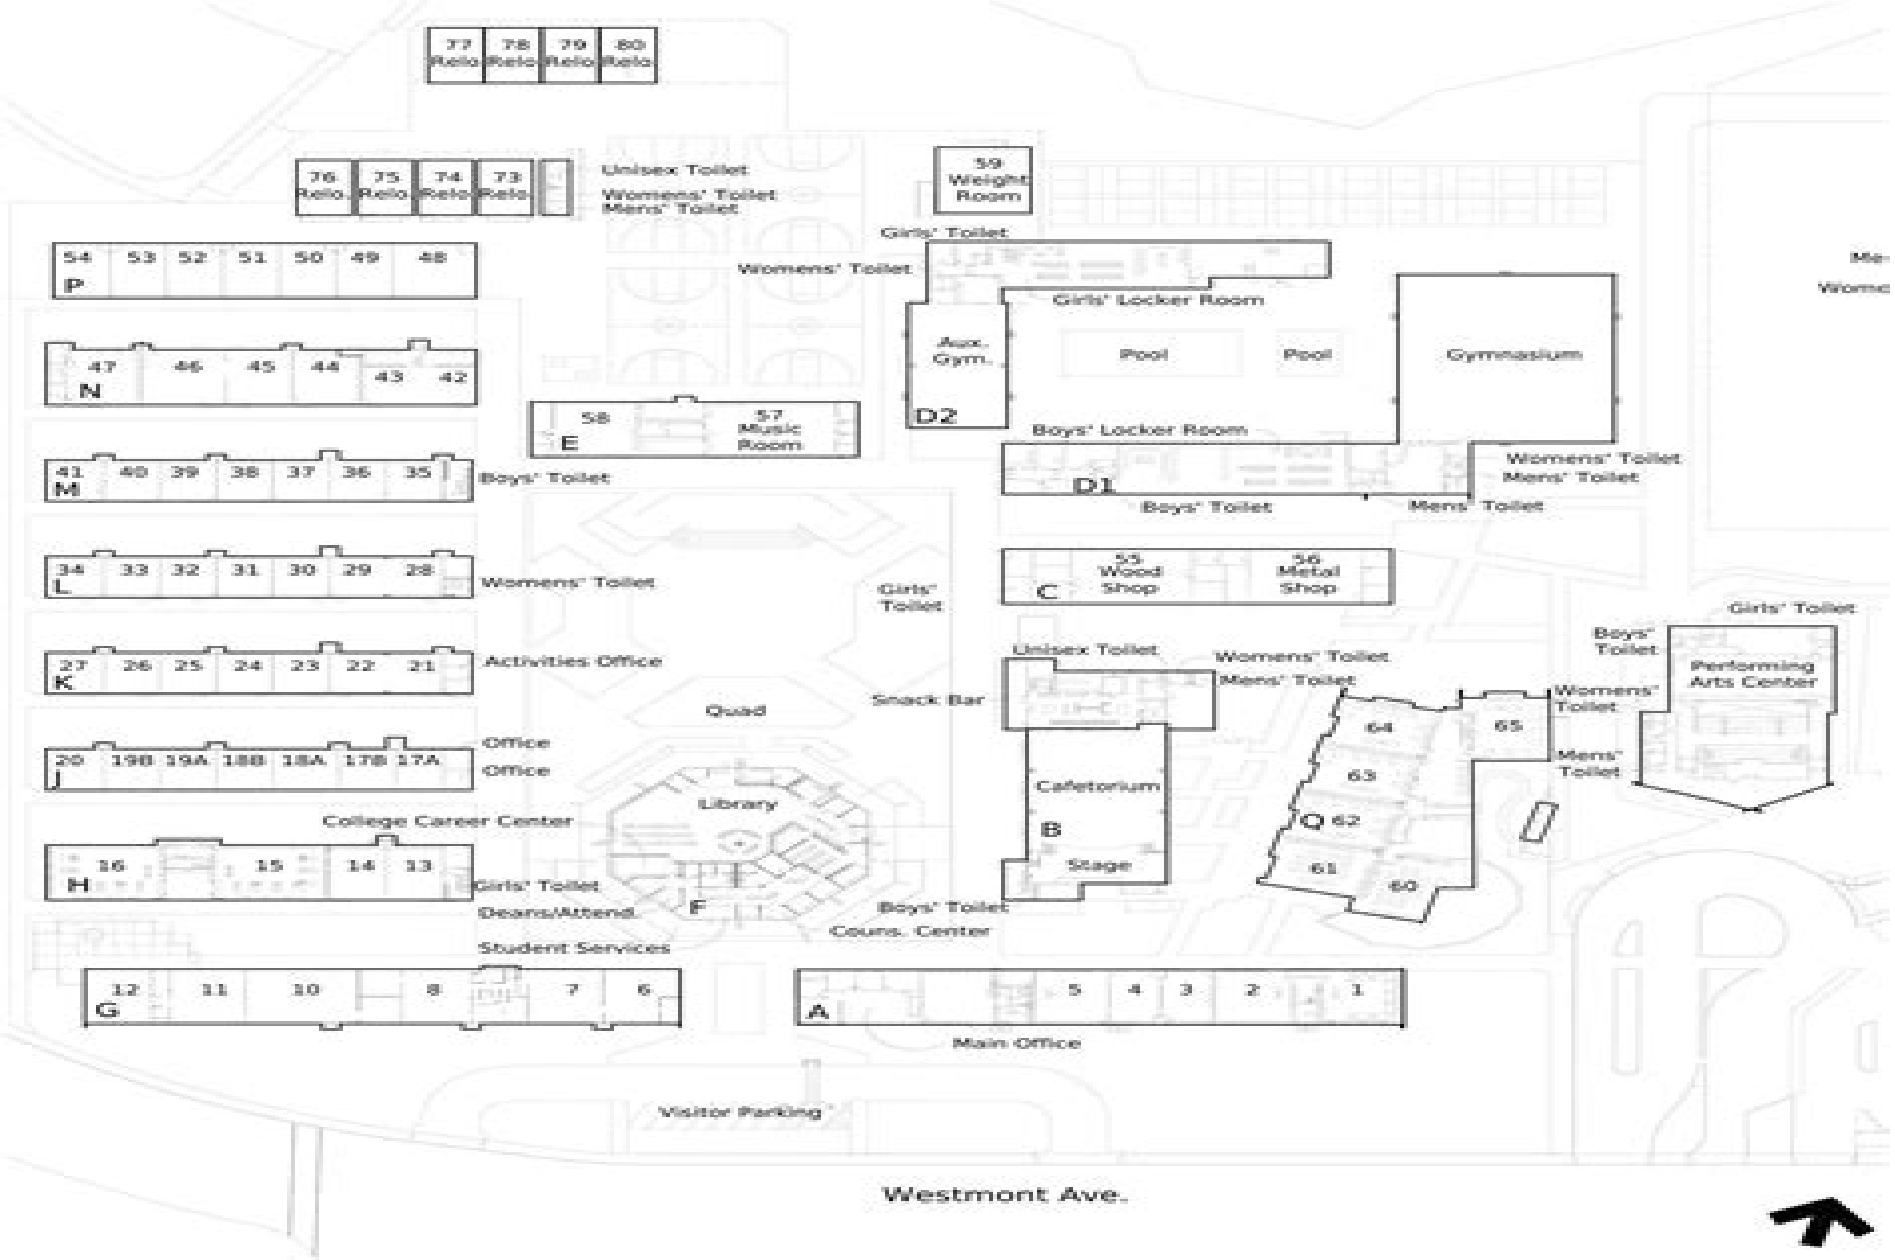 77 78 79 80
Relo Relo Relo Relo
76 75 74 73
Relo. Relo. Relo. Relo.
Unisex Toilet
Womens' Toilet
Mens' Toilet
59
Weight
Room
Girls' Toilet
Womens' Toilet
54 53 52 51 50 49 48
P
Girls' Locker Room
Aux.
Gym.
D2
Pool
Pool
Gymnasium
47 46 45 44 43 42
N
58
E
57
Music
Room
Boys' Locker Room
D1
Womens' Toilet
Mens' Toilet
Boys' Toilet
Mens' Toilet
41 40 39 38 37 36 35
M
Boys' Toilet
34 33 32 31 30 29 28
L
Womens' Toilet
Girls'
Toilet
55
Wood
Shop
56
Metal
Shop
C
Girls' Toilet
Boys'
Toilet
Performing
Arts Center
27 26 25 24 23 22 21
K
Activities Office
Unisex Toilet
Womens' Toilet
Mens' Toilet
Snack Bar
Quad
64
65
63
Q 62
61
60
Womens'
Toilet
Mens'
Toilet
20 19B 19A 18B 18A 17B 17A
J
Office
Office
Library
F
Cafetorium
B
Stage
College Career Center
16 15 14 13
H
Girls' Toilet
Deans/Attend.
Boys' Toilet
Couns. Center
Student Services
12 11 10 8 7 6
G
5 4 3 2 1
A
Main Office
Visitor Parking
Westmont Ave.